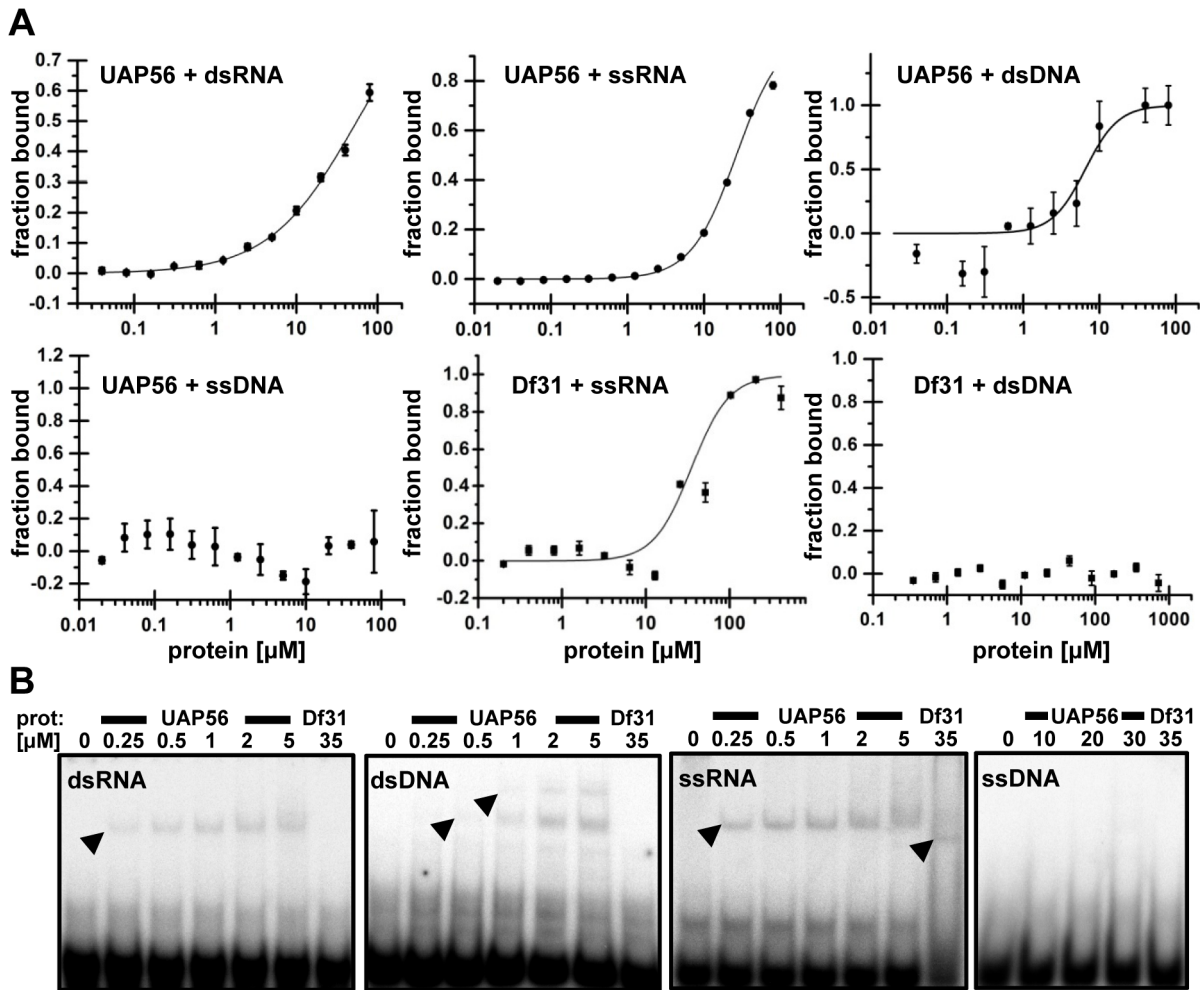 A
UAP56 + dsRNA
fraction bound
0.7
0.6
0.5
0.4
0.3
0.2
0.1
0.0
-0.1
0.1 1 10 100
UAP56 + ssRNA
fraction bound
0.8
0.6
0.4
0.2
0.0
0.1 1 10 100
UAP56 + dsDNA
fraction bound
1.0
0.5
0.0
-0.5
0.01 0.1 1 10 100
UAP56 + ssDNA
fraction bound
1.2
1.0
0.8
0.6
0.4
0.2
0.0
-0.2
0.01 0.1 1 10 100
protein [µM]
Df31 + ssRNA
fraction bound
1.0
0.8
0.6
0.4
0.2
0.0
-0.2
0.1 1 10 100
protein [µM]
Df31 + dsDNA
fraction bound
1.0
0.8
0.6
0.4
0.2
0.0
0.1 1 10 100 1000
protein [µM]
B
prot: UAP56 Df31 UAP56 Df31 UAP56 Df31 UAP56 Df31
[µM] 0 0.25 0.5 1 2 5 35 0 0.25 0.5 1 2 5 35 0 0.25 0.5 1 2 5 35 0 10 20 30 35
dsRNA dsDNA ssRNA ssDNA